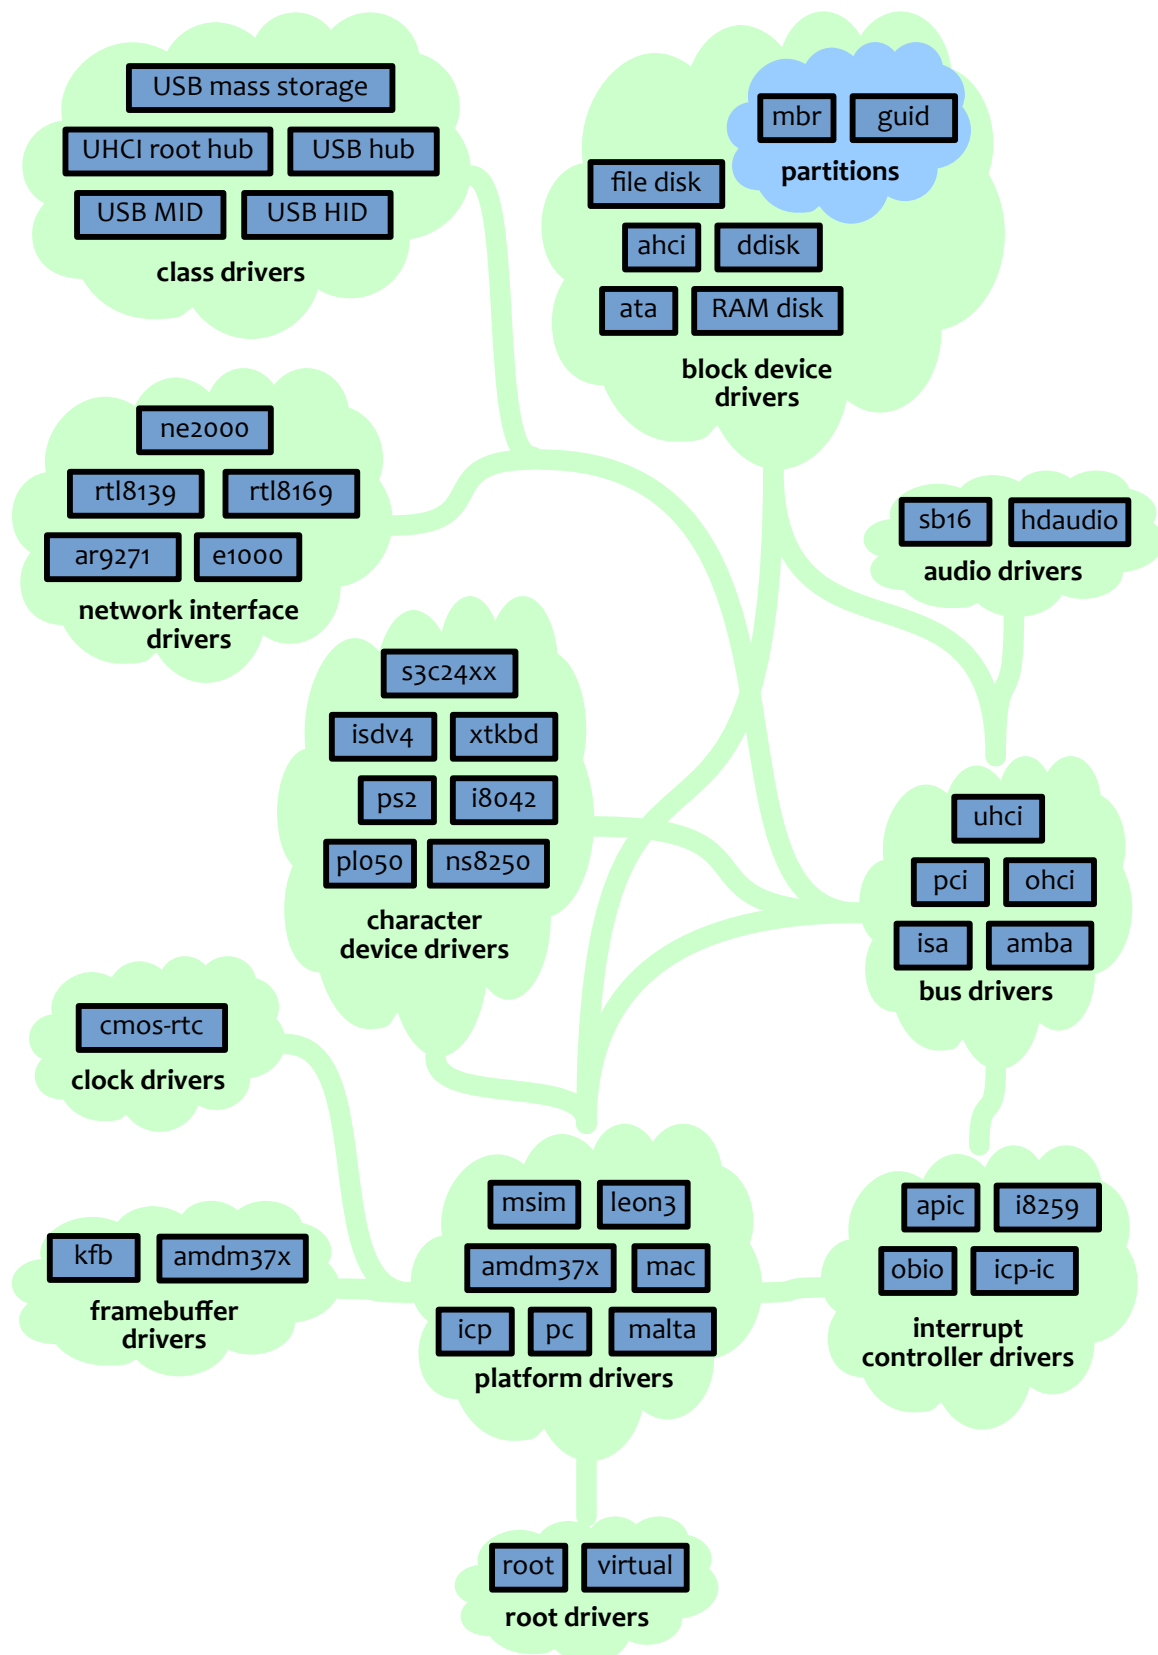 USB mass storage
UHCI root hub
USB hub
USB MID
USB HID
class drivers
mbr
guid
partitions
file disk
ahci
ddisk
ata
RAM disk
block device
drivers
ne2000
rtl8139
rtl8169
ar9271
e1000
network interface
drivers
sb16
hdaudio
audio drivers
s3c24xx
isdv4
xtkbd
ps2
i8042
pl050
ns8250
character
device drivers
uhci
pci
ohci
isa
amba
bus drivers
cmos-rtc
clock drivers
kfb
amdm37x
framebuffer
drivers
msim
leon3
amdm37x
mac
icp
pc
malta
platform drivers
apic
i8259
obio
icp-ic
interrupt
controller drivers
root
virtual
root drivers